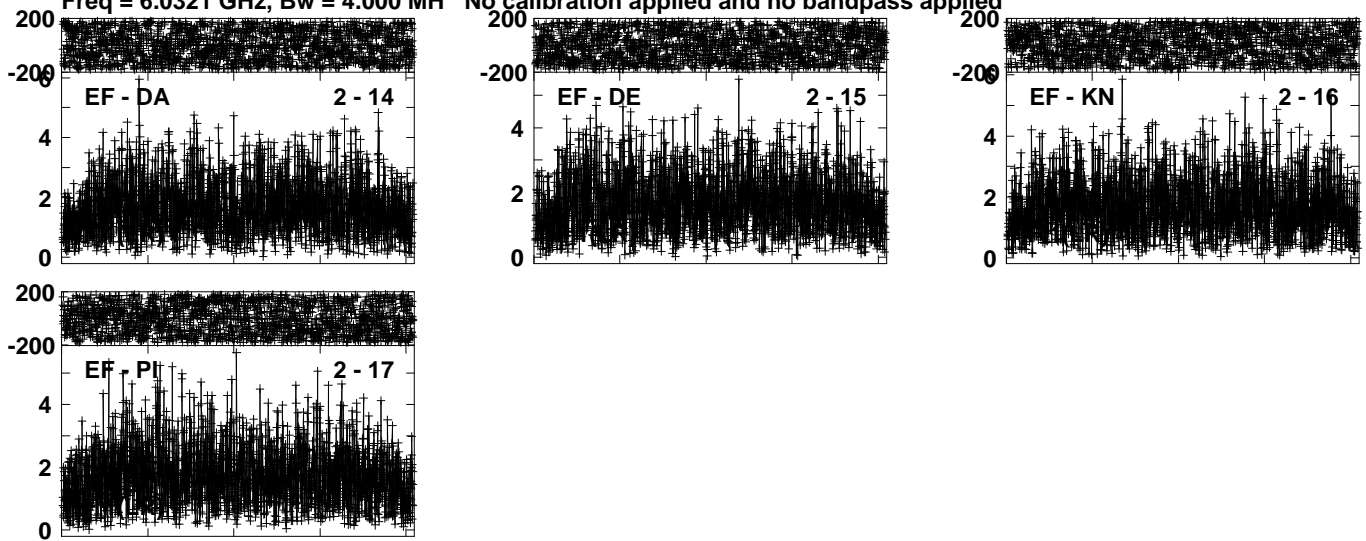 Freq = 6.0321 GHz, Bw = 4.000 MH No calibration applied and no bandpass applied
200 200 200
-200 -200 -200
6 6
EF - DA 2 - 14 EF - DE 2 - 15 EF - KN 2 - 16
4 4 4
2 2 2
0 0 0
200
-200
EF - PI 2 - 17
4
2
0